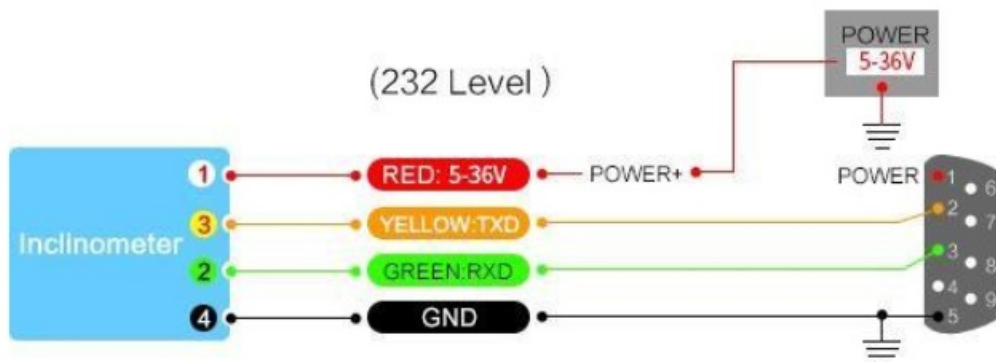 POWER
5-36V
(232 Level )
1 RED: 5-36V POWER+ POWER 1 6
3 YELLOW:TXD 2 7
Inclinometer
2 GREEN:RXD 3 8
4 GND 4 9
5